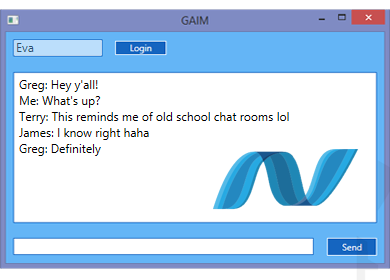 GAIM
Eva
Login
Greg: Hey y'all!
Me: What's up?
Terry: This reminds me of old school chat rooms lol
James: I know right haha
Greg: Definitely
Send